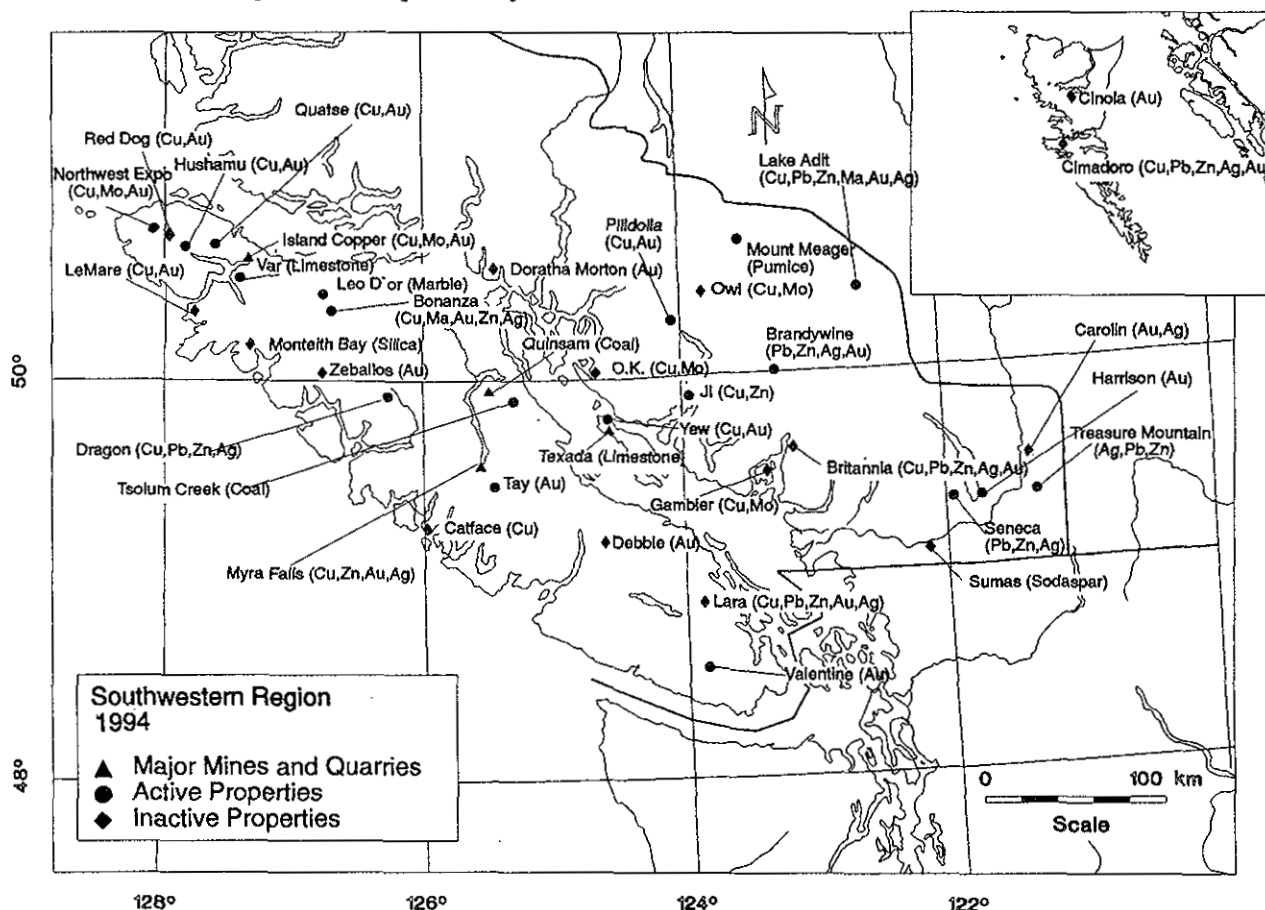 Quatse (Cu,Au)
Red Dog (Cu,Au)
Hushamu (Cu,Au)
Northwest Expo
(Cu,Mo,Au)
Island Copper (Cu,Mo,Au)
LeMare (Cu,Au)
Var (Limestone)
Leo D`or (Marble)
Bonanza
(Cu,Ma,Au,Zn,Ag)
Monteith Bay (Silica)
Quinsam (Coal)
Zeballos (Au)
Doratha Morton (Au)
Pilidolla
(Cu,Au)
Lake Adit
(Cu,Pb,Zn,Ma,Au,Ag)
N
Mount Meager
(Pumice)
Owl (Cu,Mo)
Brandywine
(Pb,Zn,Ag,Au)
O.K. (Cu,Mo)
JI (Cu,Zn)
Yew (Cu,Au)
Texada (Limestone)
Cinola (Au)
Cimadoro (Cu,Pb,Zn,Ag,Au)
Carolin (Au,Ag)
Harrison (Au)
Treasure Mountain
(Ag,Pb,Zn)
Britannia (Cu,Pb,Zn,Ag,Au)
Gambier (Cu,Mo)
Seneca
(Pb,Zn,Ag)
Sumas (Sodaspar)
Dragon (Cu,Pb,Zn,Ag)
Tsolum Creek (Coal)
Tay (Au)
Catface (Cu)
Debbie (Au)
Myra Falls (Cu,Zn,Au,Ag)
Lara (Cu,Pb,Zn,Au,Ag)
Valentine (Au)
50°
48°
Southwestern Region
1994
Major Mines and Quarries
Active Properties
Inactive Properties
0 100 km
Scale
128° 126° 124° 122°